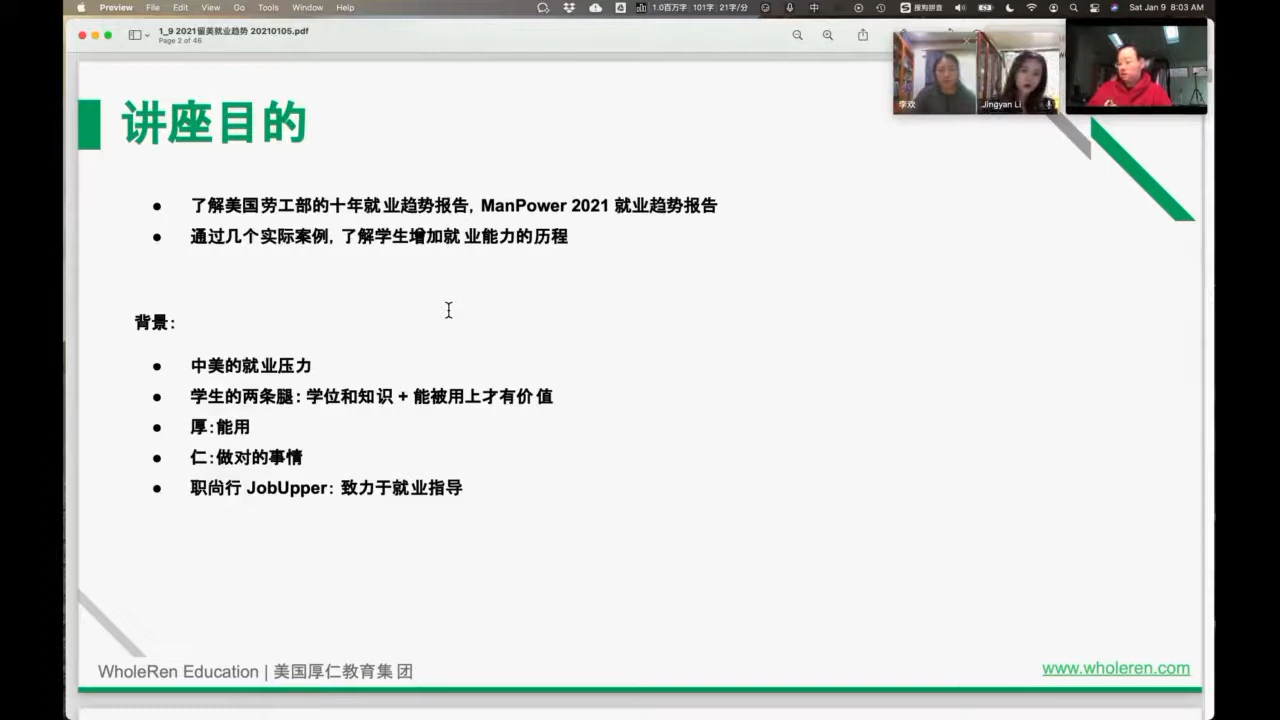 Preview File Edit View Go Tools Window Help 1.0百万字 101字 21字/分 中 S 搜狗拼音 Sat Jan 9 8:03 AM
1_9 2021留美就业趋势 20210105.pdf
Page 2 of 46
李欢
Jingyan Li
讲座目的
● 了解美国劳工部的十年就业趋势报告, ManPower 2021 就业趋势报告
● 通过几个实际案例, 了解学生增加就业能力的历程
背景:
● 中美的就业压力
● 学生的两条腿: 学位和知识 + 能被用上才有价值
● 厚:能用
● 仁:做对的事情
● 职尚行 JobUpper: 致力于就业指导
WholeRen Education | 美国厚仁教育集团
www.wholeren.com